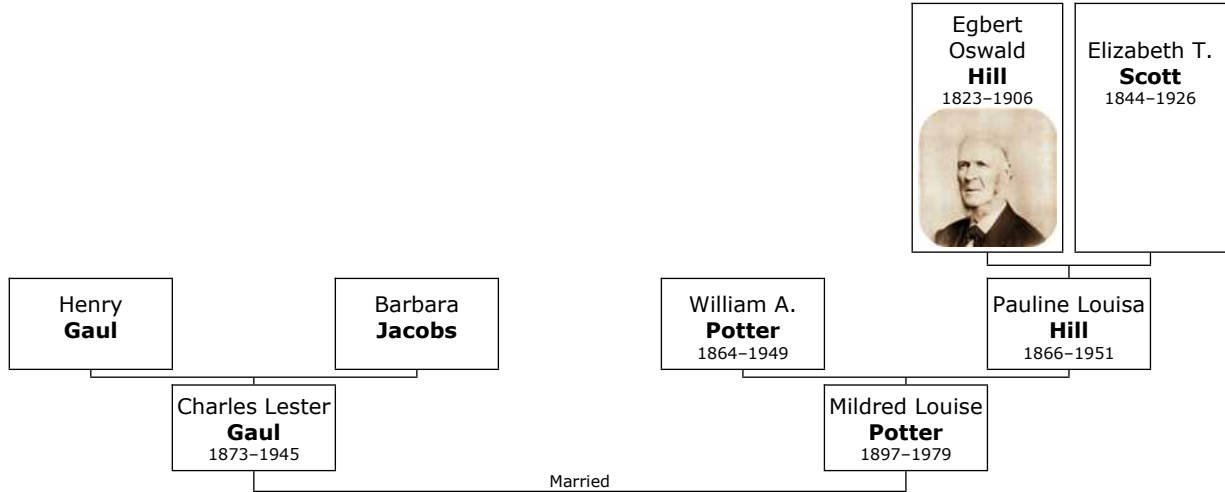 Egbert
Oswald
Hill
1823–1906
Elizabeth T.
Scott
1844–1926
Henry
Gaul
Barbara
Jacobs
William A.
Potter
1864–1949
Pauline Louisa
Hill
1866–1951
Charles Lester
Gaul
1873–1945
Mildred Louise
Potter
1897–1979
Married